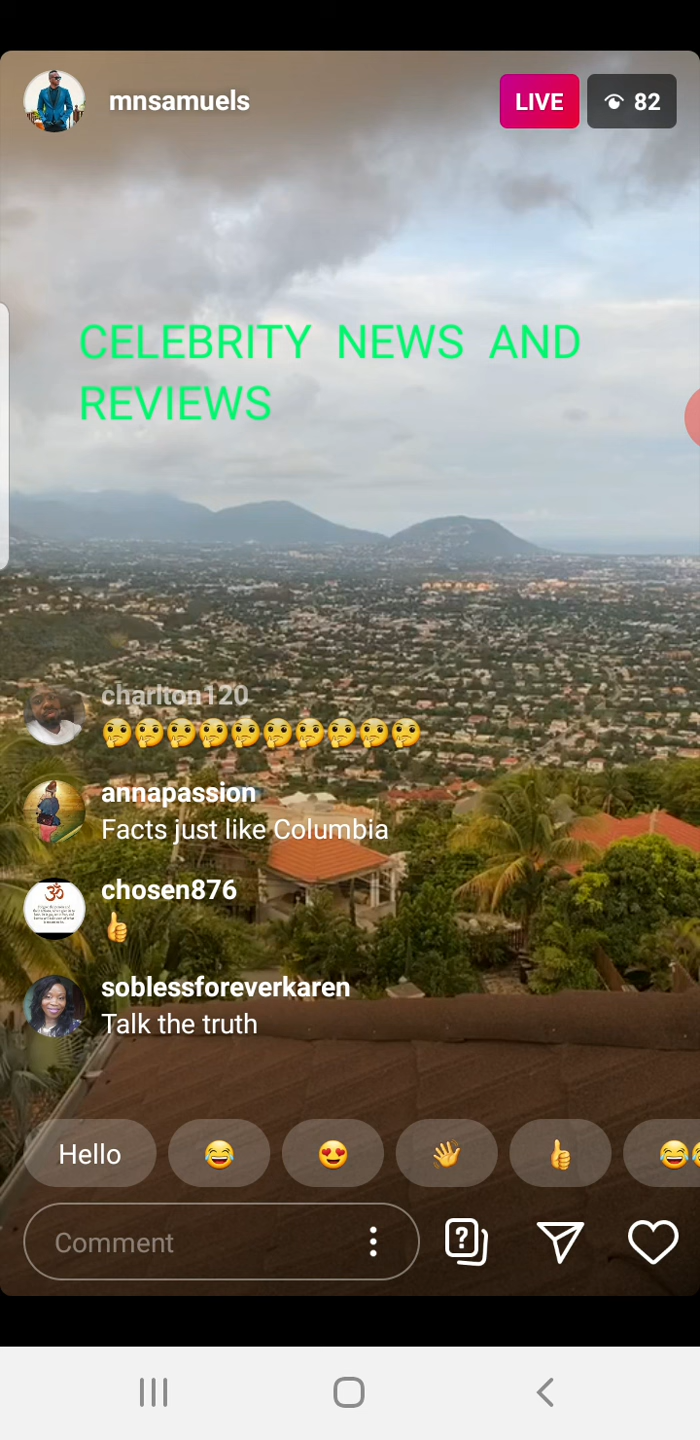 mnsamuels
LIVE
82
CELEBRITY NEWS AND
REVIEWS
charlton120
🤔🤔🤔🤔🤔🤔🤔🤔🤔🤔
annapassion
Facts just like Columbia
chosen876
👍
soblessforeverkaren
Talk the truth
Hello 😂 😍 👋 👍 😂
Comment